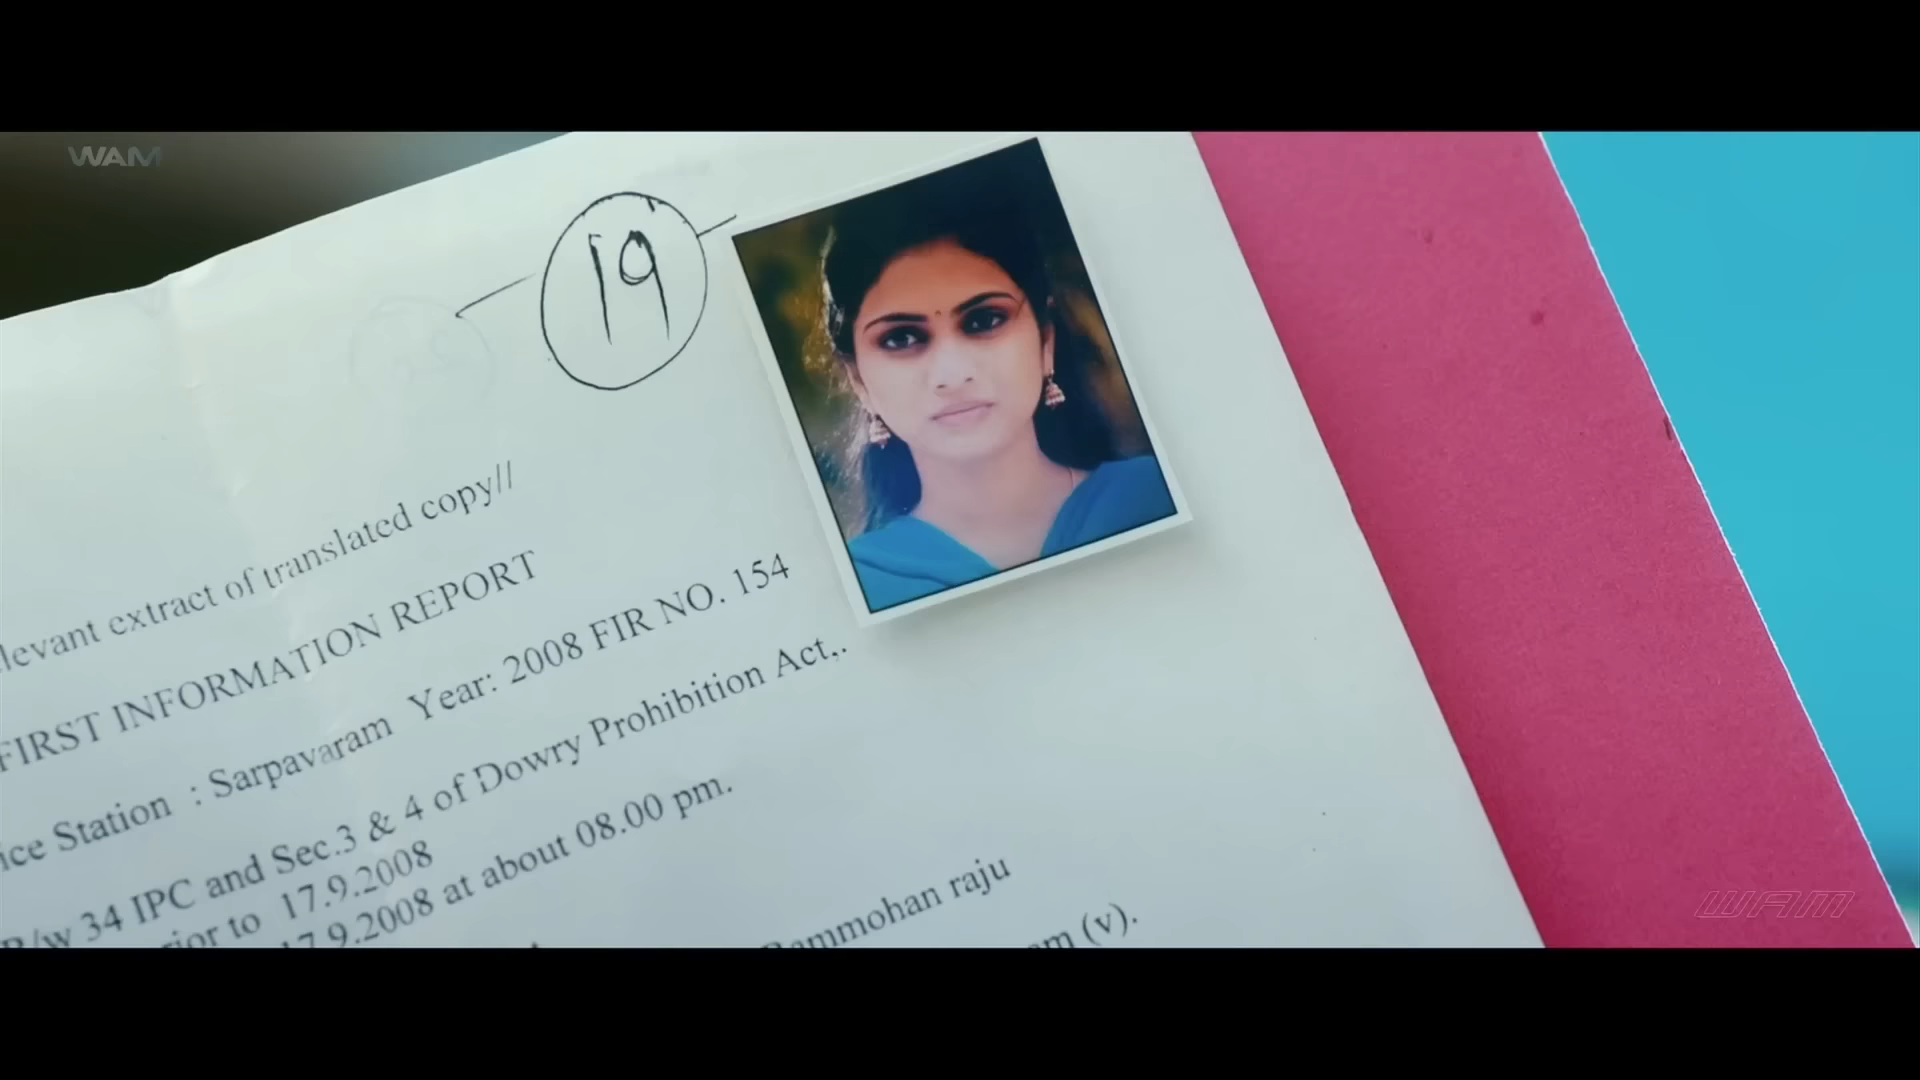 WAM
19
levant extract of translated copy//
FIRST INFORMATION REPORT
ice Station : Sarpavaram Year: 2008 FIR NO. 154
R/w 34 IPC and Sec.3 & 4 of Dowry Prohibition Act,.
rior to 17.9.2008
17.9.2008 at about 08.00 pm.
Rammohan raju
am (v).
WAM